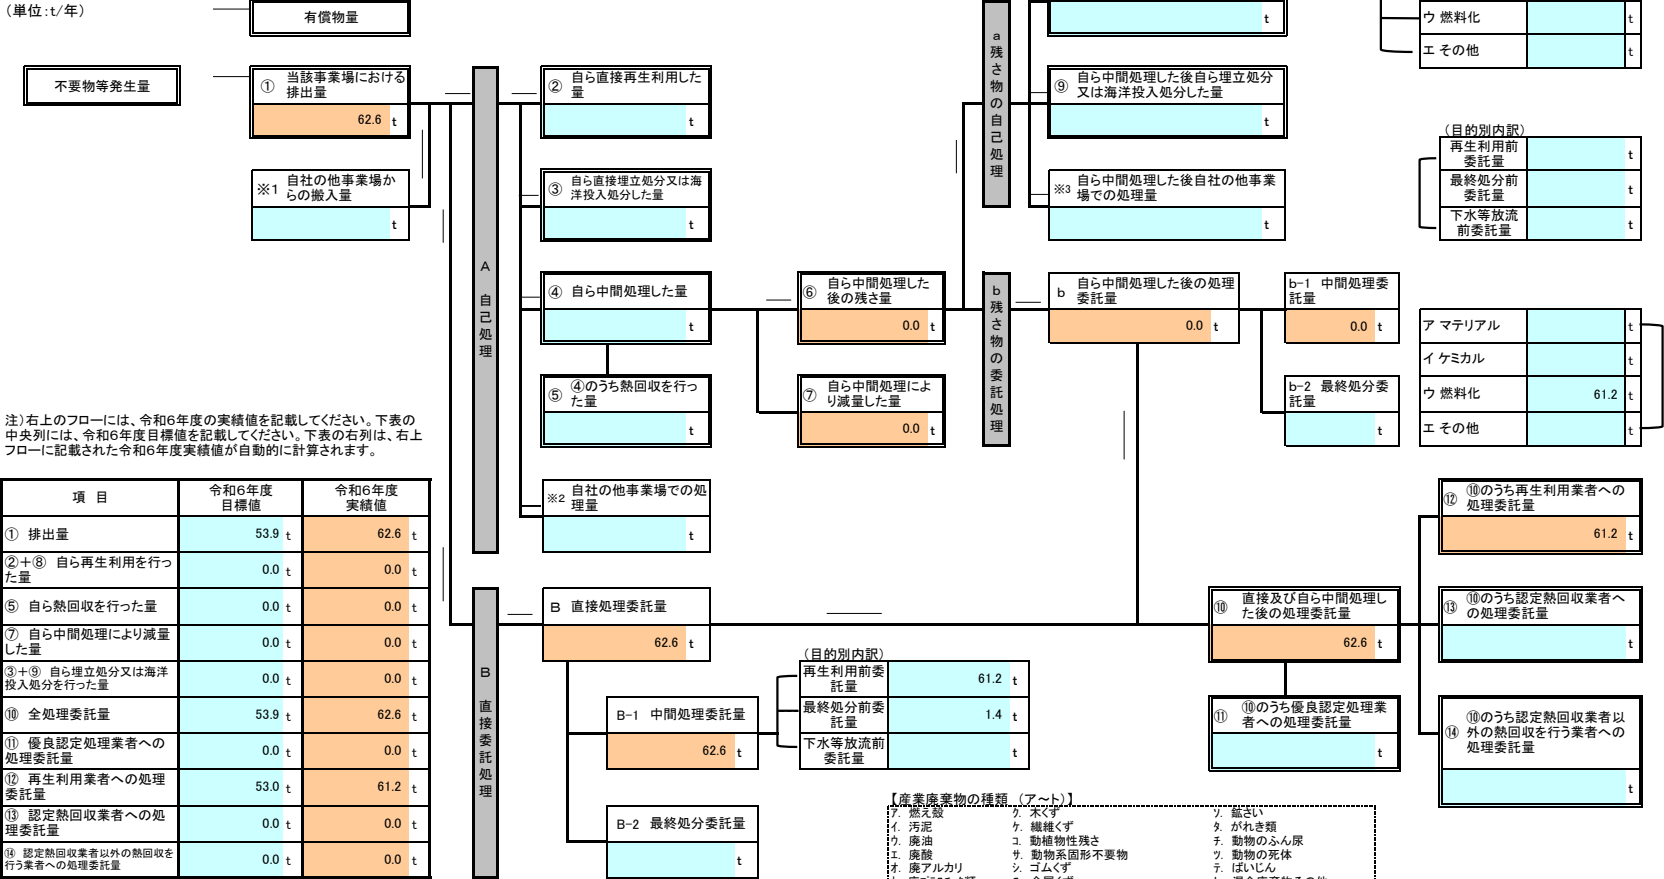 (単位:t/年)
有償物量
不要物等発生量
① 当該事業場における
排出量
62.6 t
※1 自社の他事業場か
らの搬入量
t
A 自己処理
② 自ら直接再生利用した
量
t
③ 自ら直接埋立処分又は海
洋投入処分した量
t
④ 自ら中間処理した量
t
⑤ ④のうち熱回収を行っ
た量
t
※2 自社の他事業場での処
理量
t
⑥ 自ら中間処理した
後の残さ量
0.0 t
⑦ 自ら中間処理によ
り減量した量
0.0 t
a 残さ物の自己処理
t
⑨ 自ら中間処理した後自ら埋立処分
又は海洋投入処分した量
t
※3 自ら中間処理した後自社の他事業
場での処理量
t
b 残さ物の委託処理
b 自ら中間処理した後の処理
委託量
0.0 t
b-1 中間処理委
託量
0.0 t
b-2 最終処分委
託量
t
ウ 燃料化 t
エ その他 t
(目的別内訳)
再生利用前
委託量 t
最終処分前
委託量 t
下水等放流
前委託量 t
ア マテリアル t
イ ケミカル t
ウ 燃料化 61.2 t
エ その他 t
注)右上のフローには、令和6年度の実績値を記載してください。下表の
中央列には、令和6年度目標値を記載してください。下表の右列は、右上
フローに記載された令和6年度実績値が自動的に計算されます。
項 目 令和6年度
目標値 令和6年度
実績値
① 排出量 53.9 t 62.6 t
②+⑧ 自ら再生利用を行っ
た量 0.0 t 0.0 t
⑤ 自ら熱回収を行った量 0.0 t 0.0 t
⑦ 自ら中間処理により減量
した量 0.0 t 0.0 t
③+⑨ 自ら埋立処分又は海洋
投入処分を行った量 0.0 t 0.0 t
⑩ 全処理委託量 53.9 t 62.6 t
⑪ 優良認定処理業者への
処理委託量 0.0 t 0.0 t
⑫ 再生利用業者への処理
委託量 53.0 t 61.2 t
⑬ 認定熱回収業者への処
理委託量 0.0 t 0.0 t
⑭ 認定熱回収業者以外の熱回収を
行う業者への処理委託量 0.0 t 0.0 t
B 直接委託処理
B 直接処理委託量
62.6 t
B-1 中間処理委託量
62.6 t
B-2 最終処分委託量
t
(目的別内訳)
再生利用前委
託量 61.2 t
最終処分前委
託量 1.4 t
下水等放流前
委託量 t
⑩ 直接及び自ら中間処理し
た後の処理委託量
62.6 t
⑪ ⑩のうち優良認定処理業
者への処理委託量
t
⑫ ⑩のうち再生利用業者への
処理委託量
61.2 t
⑬ ⑩のうち認定熱回収業者へ
の処理委託量
t
⑭ ⑩のうち認定熱回収業者以
外の熱回収を行う業者への
処理委託量
t
【産業廃棄物の種類 (ア~ト)】
ア. 燃え殻 ク. 木くず ソ. 鉱さい
イ. 汚泥 ケ. 繊維くず タ. がれき類
ウ. 廃油 コ. 動植物性残さ チ. 動物のふん尿
エ. 廃酸 サ. 動物系固形不要物 ツ. 動物の死体
オ. 廃アルカリ シ. ゴムくず テ. ばいじん